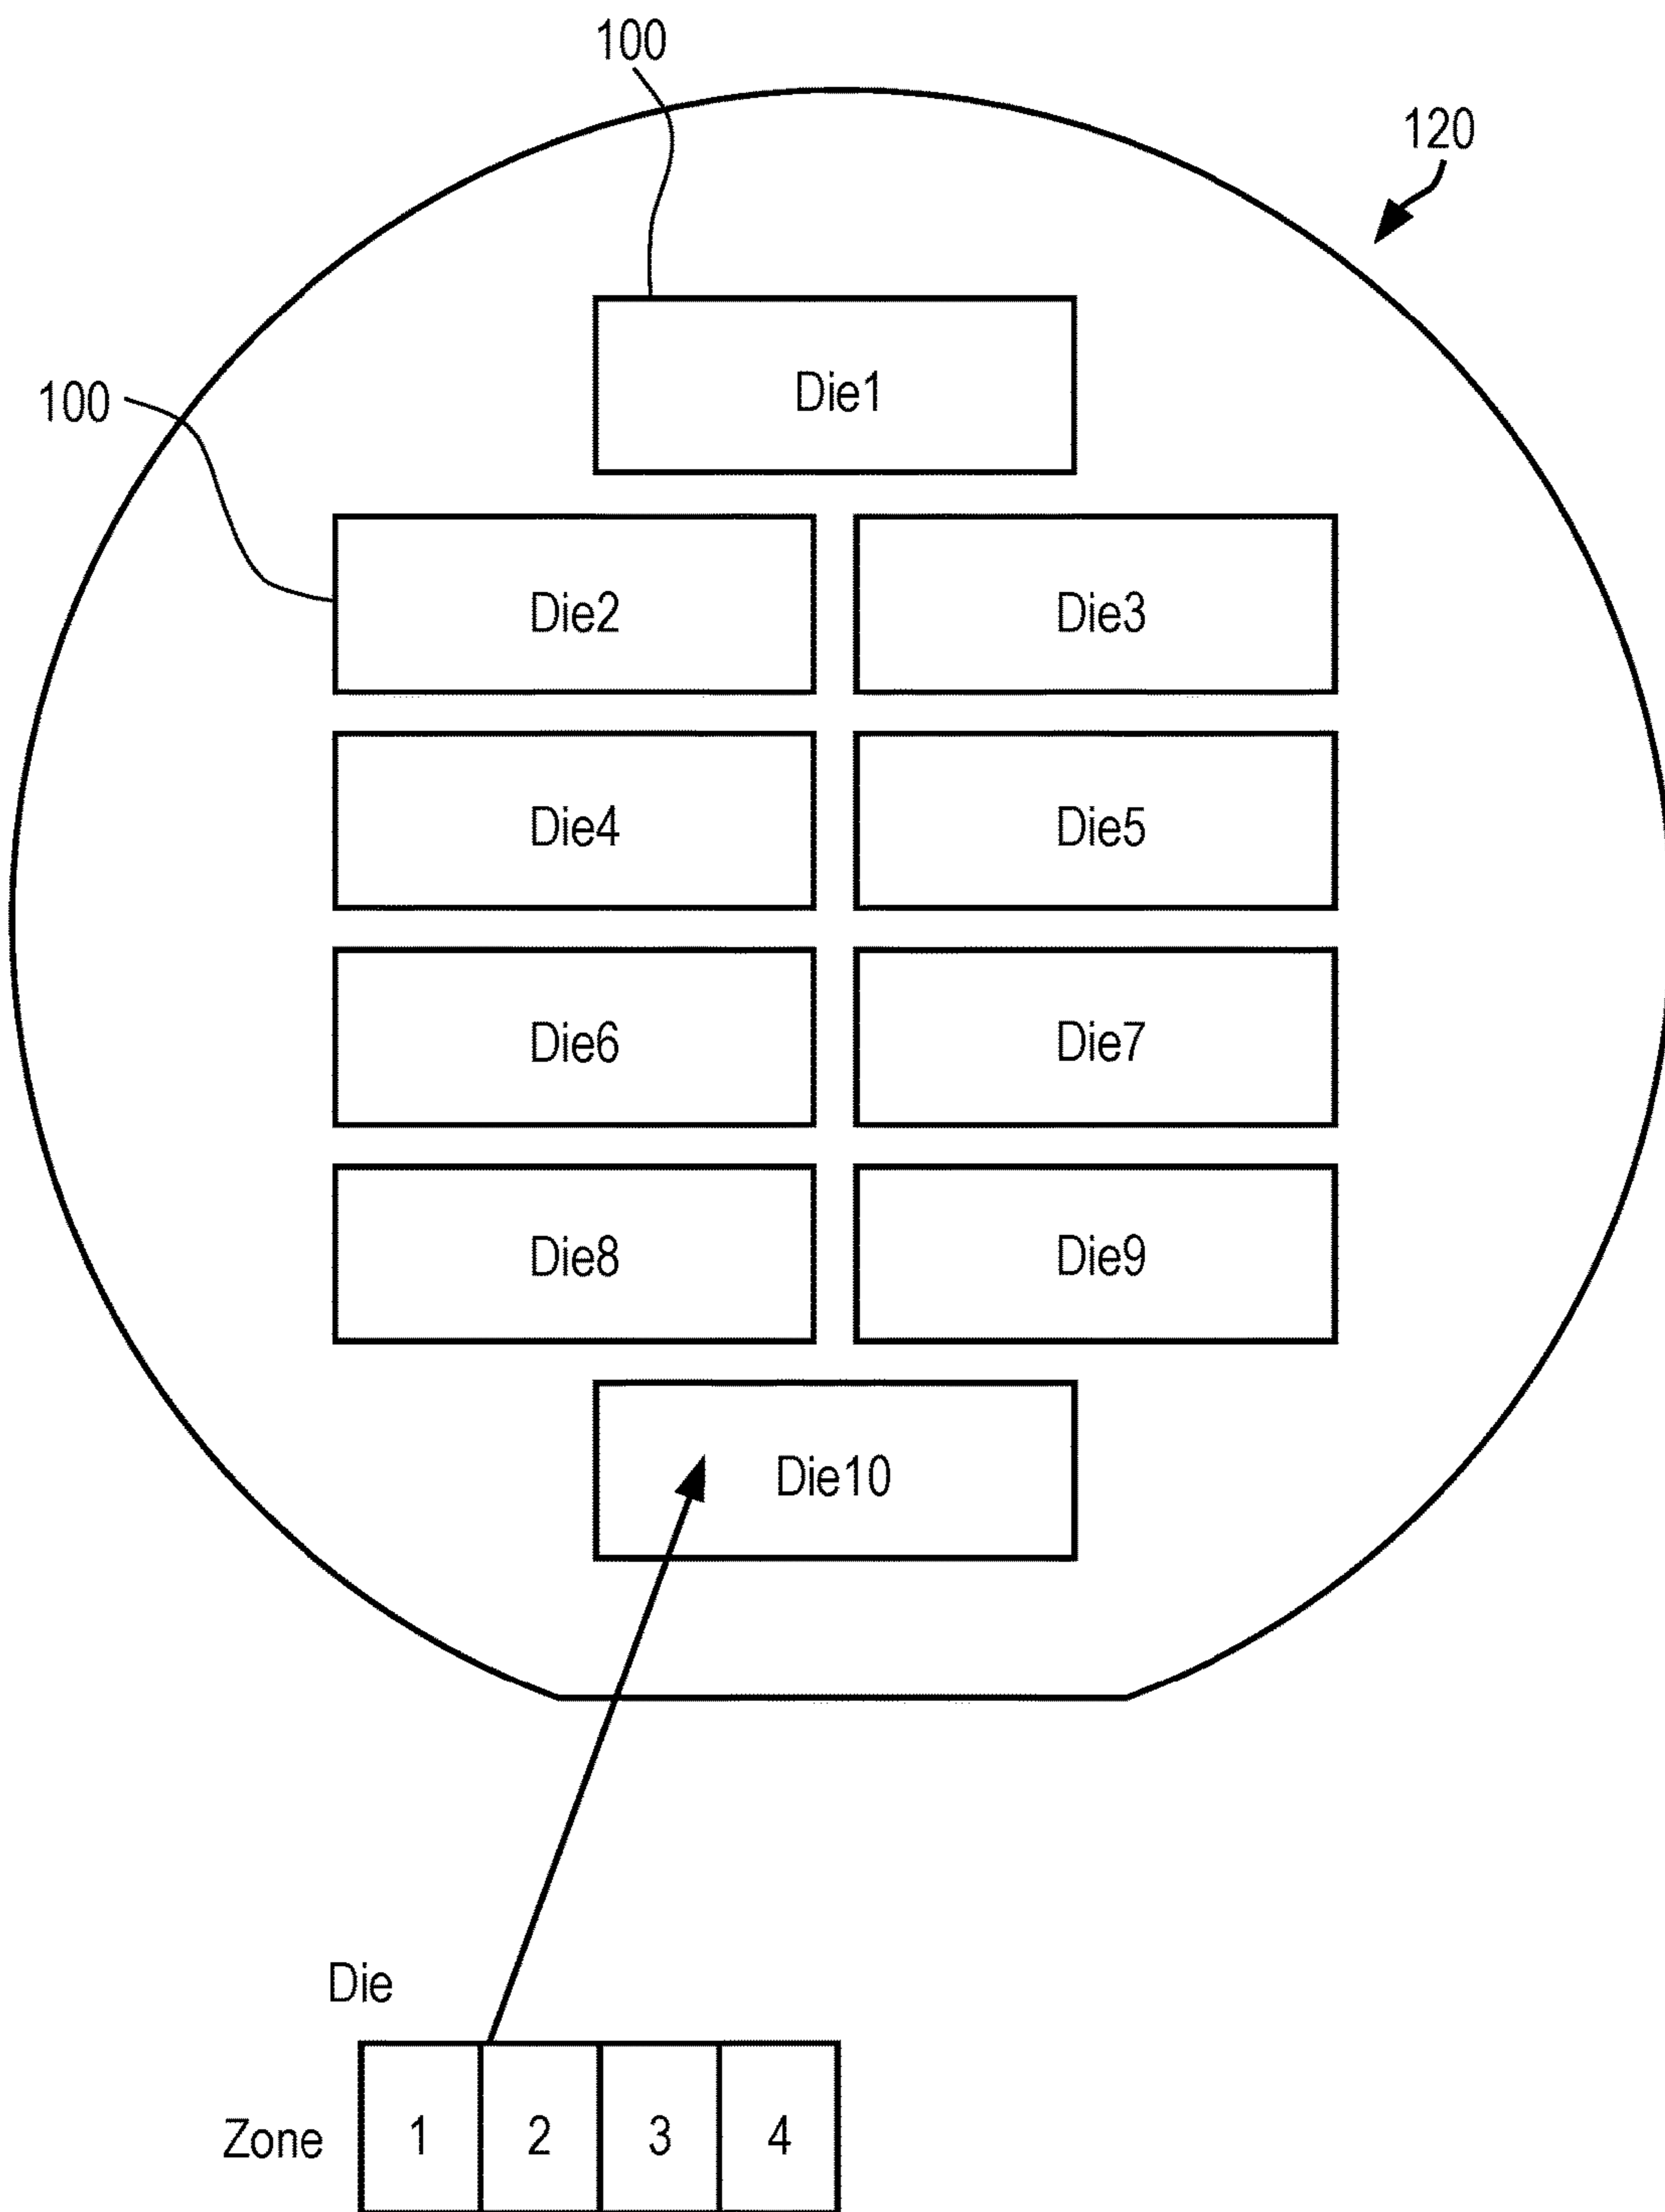 100
120
Die1
100
Die2 Die3
Die4 Die5
Die6 Die7
Die8 Die9
Die10
Die
Zone 1 2 3 4